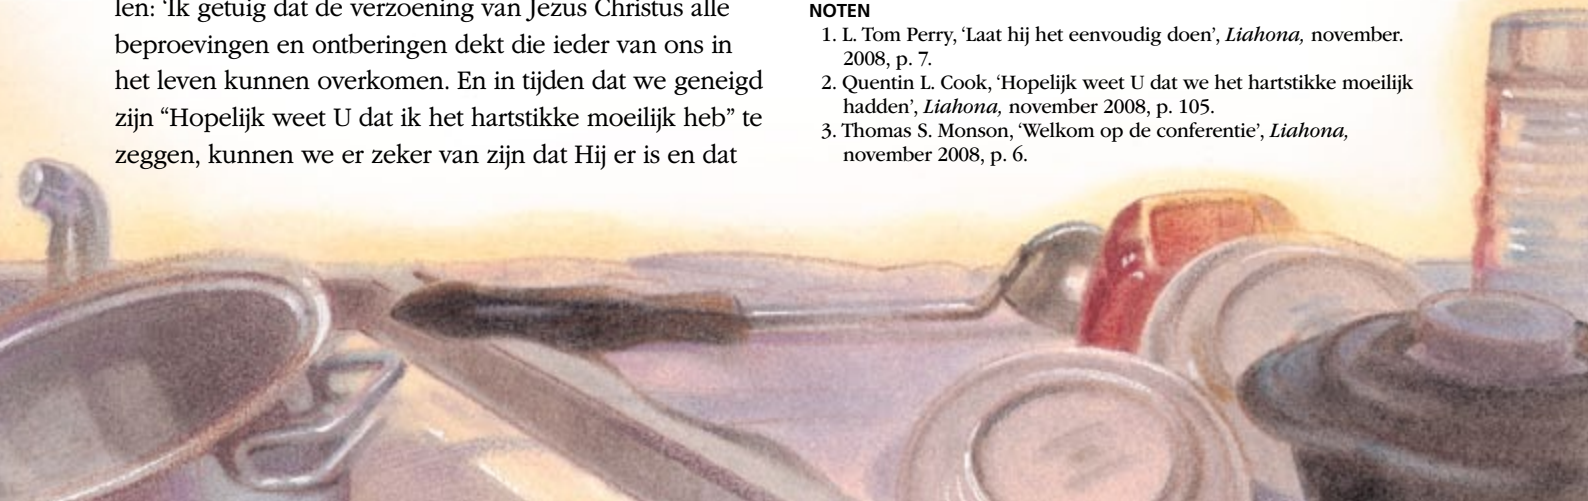 len: ‘Ik getuig dat de verzoening van Jezus Christus alle
beproevingen en ontberingen dekt die ieder van ons in
het leven kunnen overkomen. En in tijden dat we geneigd
zijn “Hopelijk weet U dat ik het hartstikke moeilijk heb” te
zeggen, kunnen we er zeker van zijn dat Hij er is en dat
NOTEN
1. L. Tom Perry, ‘Laat hij het eenvoudig doen’, Liahona, november.
2008, p. 7.
2. Quentin L. Cook, ‘Hopelijk weet U dat we het hartstikke moeilijk
hadden’, Liahona, november 2008, p. 105.
3. Thomas S. Monson, ‘Welkom op de conferentie’, Liahona,
november 2008, p. 6.